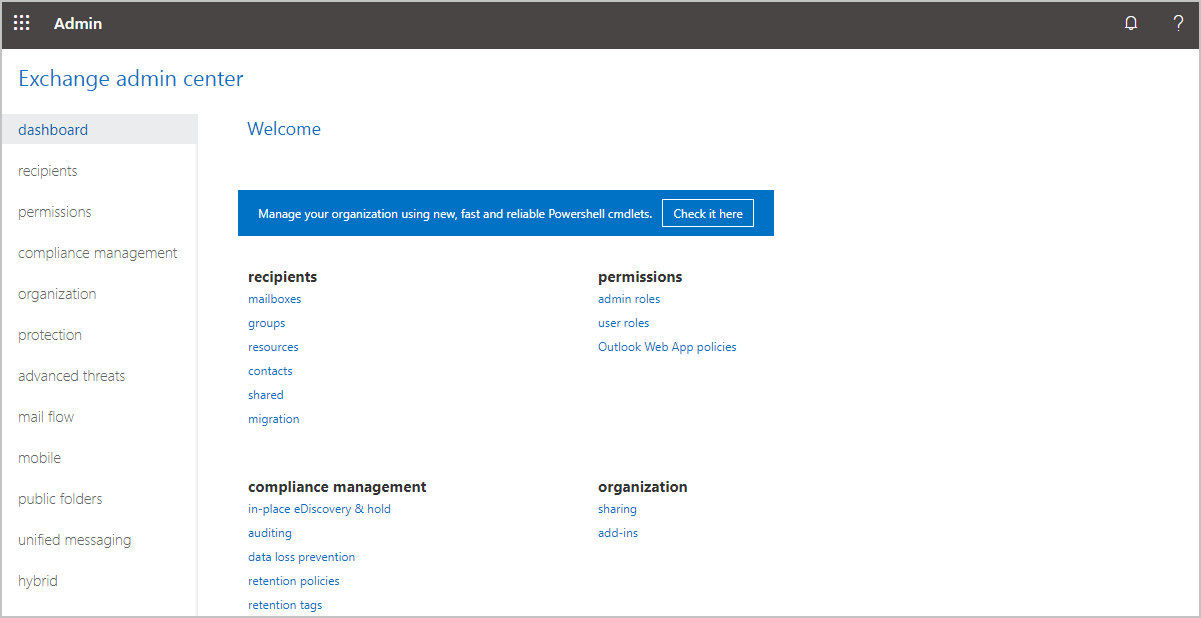 Admin
?
Exchange admin center
dashboard
recipients
permissions
compliance management
organization
protection
advanced threats
mail flow
mobile
public folders
unified messaging
hybrid
Welcome
Manage your organization using new, fast and reliable Powershell cmdlets. Check it here
recipients
mailboxes
groups
resources
contacts
shared
migration
permissions
admin roles
user roles
Outlook Web App policies
compliance management
in-place eDiscovery & hold
auditing
data loss prevention
retention policies
retention tags
organization
sharing
add-ins